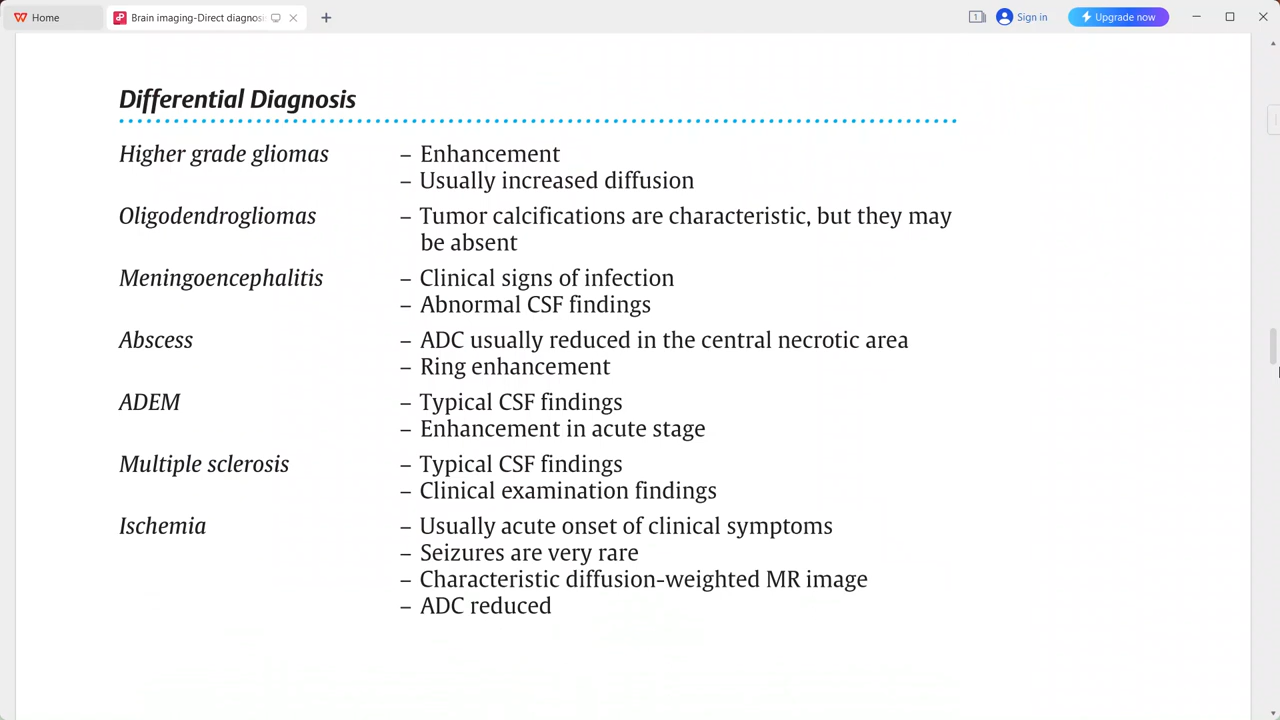 Home
Brain imaging-Direct diagnosi
1
Sign in
Upgrade now
Differential Diagnosis
Higher grade gliomas – Enhancement
– Usually increased diffusion
Oligodendrogliomas – Tumor calcifications are characteristic, but they may
be absent
Meningoencephalitis – Clinical signs of infection
– Abnormal CSF findings
Abscess – ADC usually reduced in the central necrotic area
– Ring enhancement
ADEM – Typical CSF findings
– Enhancement in acute stage
Multiple sclerosis – Typical CSF findings
– Clinical examination findings
Ischemia – Usually acute onset of clinical symptoms
– Seizures are very rare
– Characteristic diffusion-weighted MR image
– ADC reduced